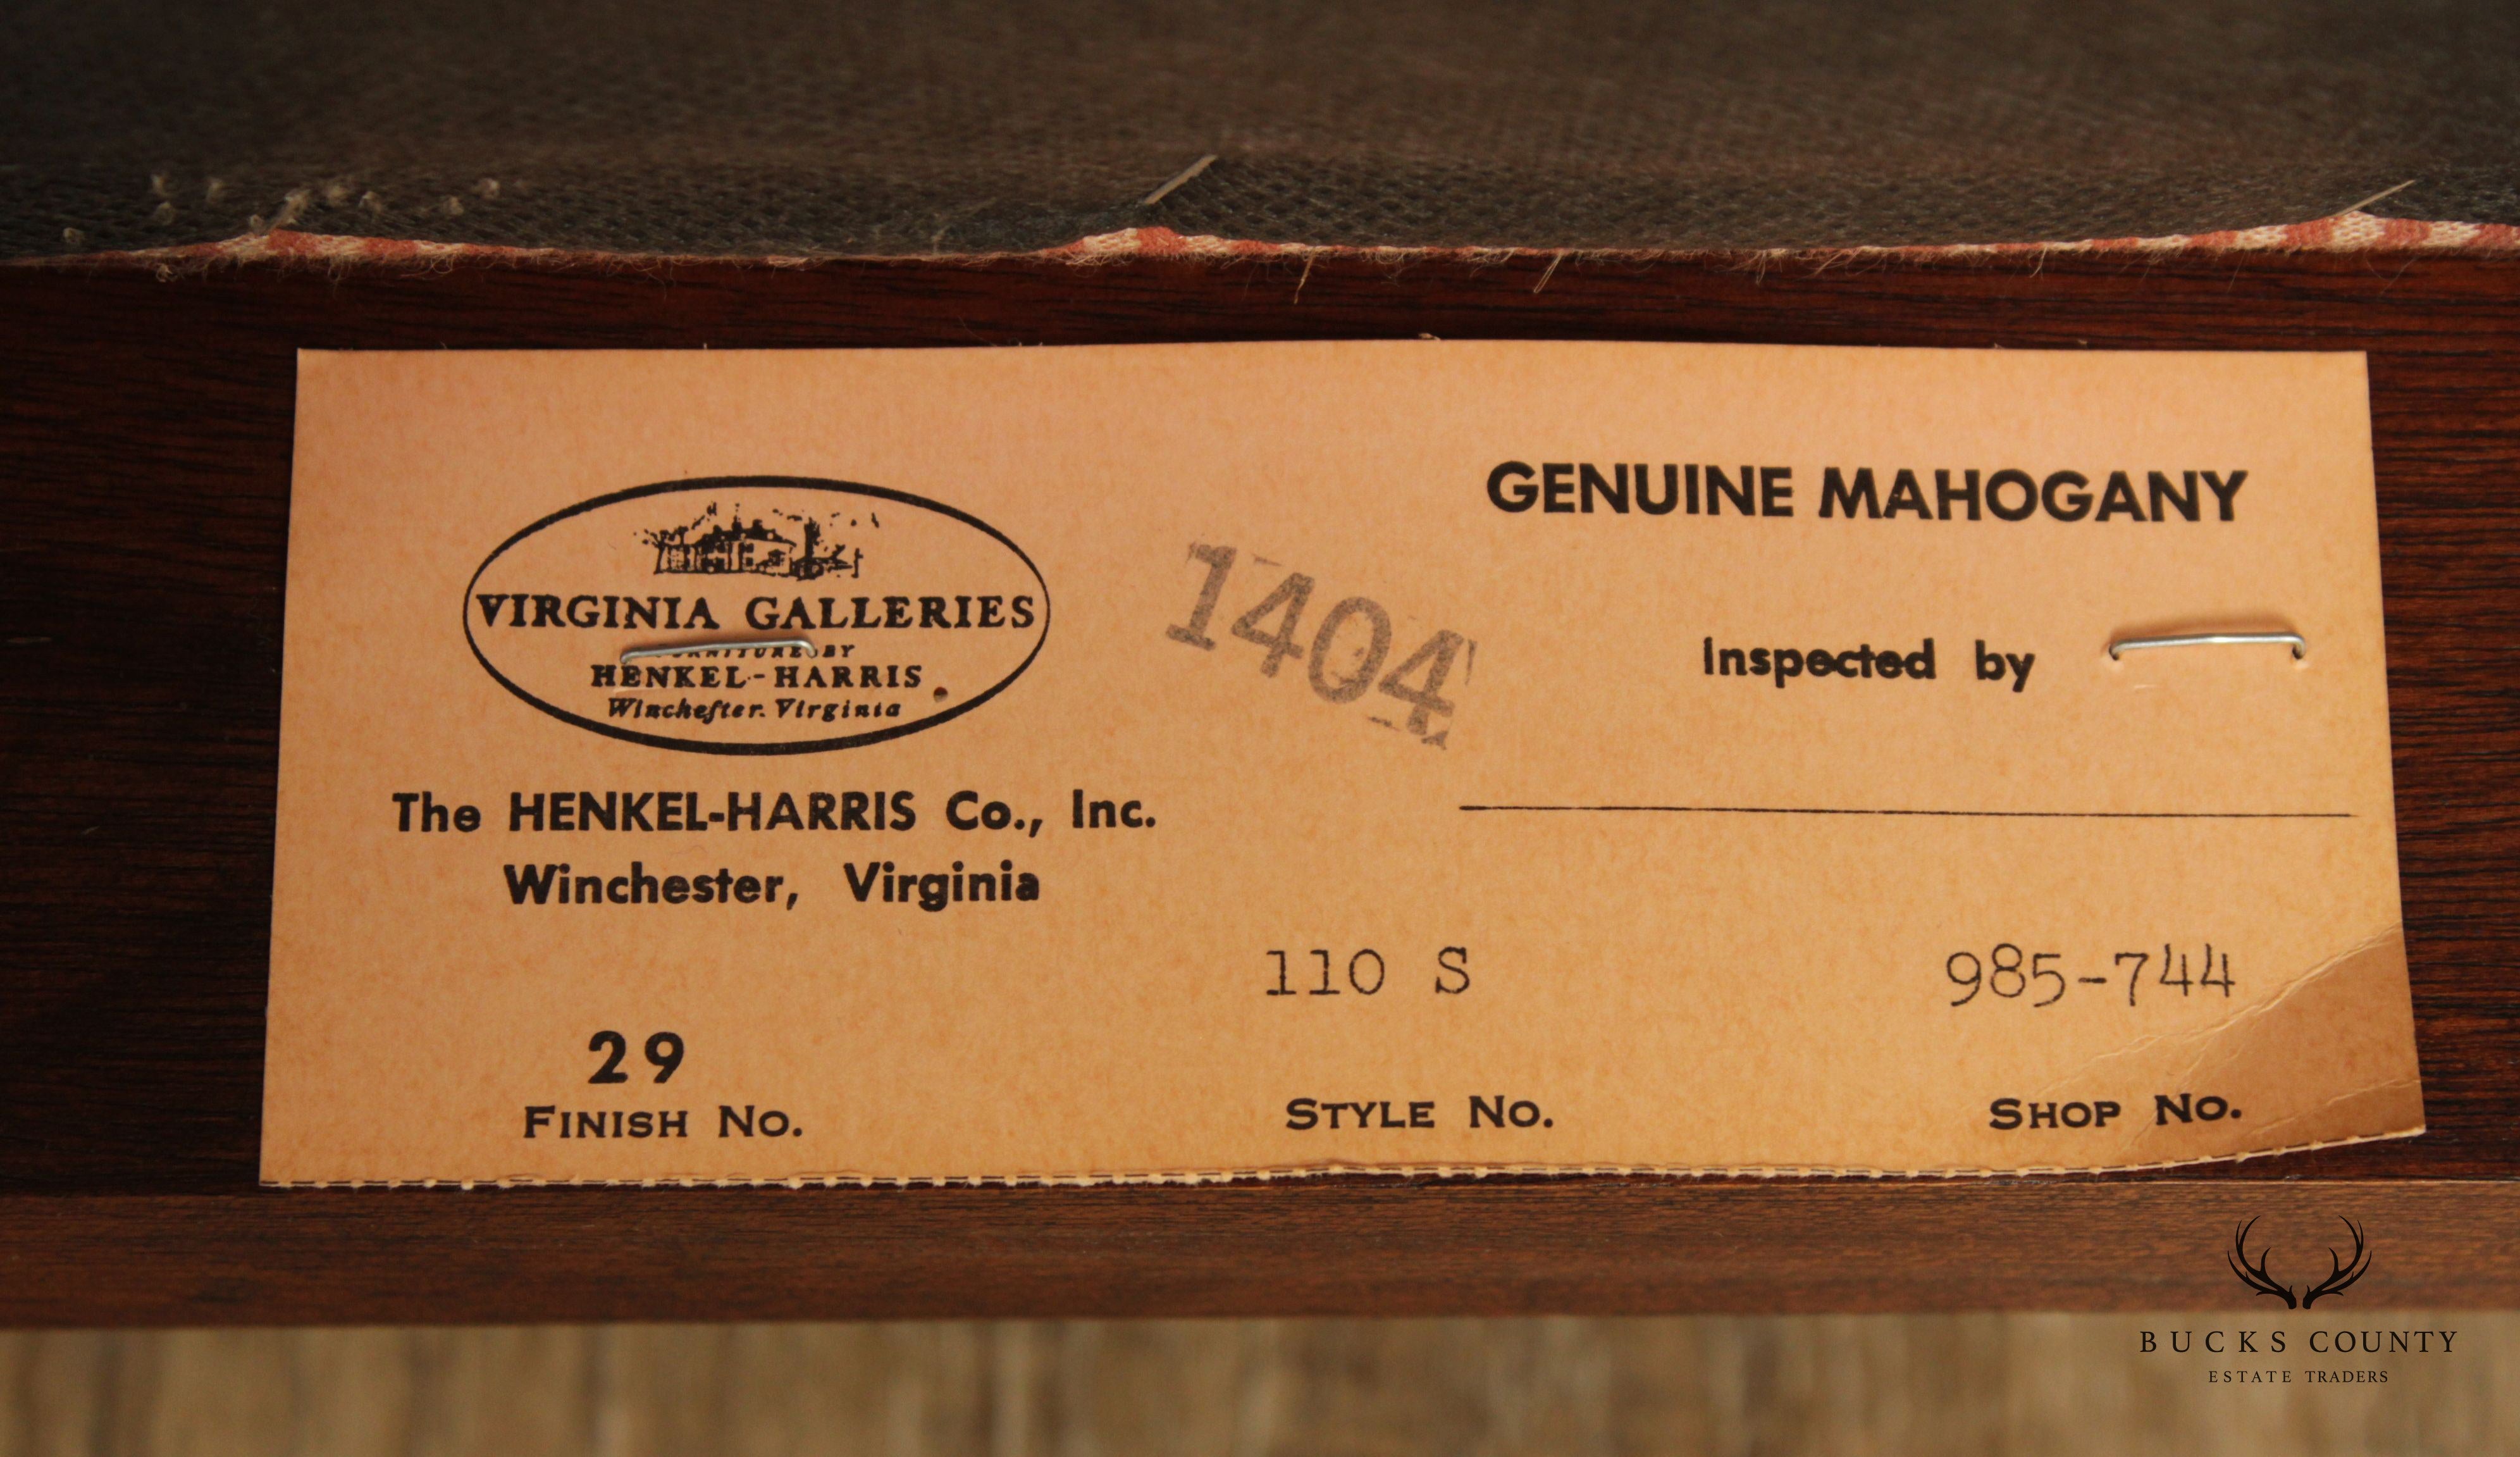 VIRGINIA GALLERIES
FURNITURE BY
HENKEL-HARRIS
Winchester, Virginia
The HENKEL-HARRIS Co., Inc.
Winchester, Virginia
29
FINISH No.
1404
110 S
STYLE No.
GENUINE MAHOGANY
Inspected by
985-744
SHOP No.
BUCKS COUNTY
ESTATE TRADERS